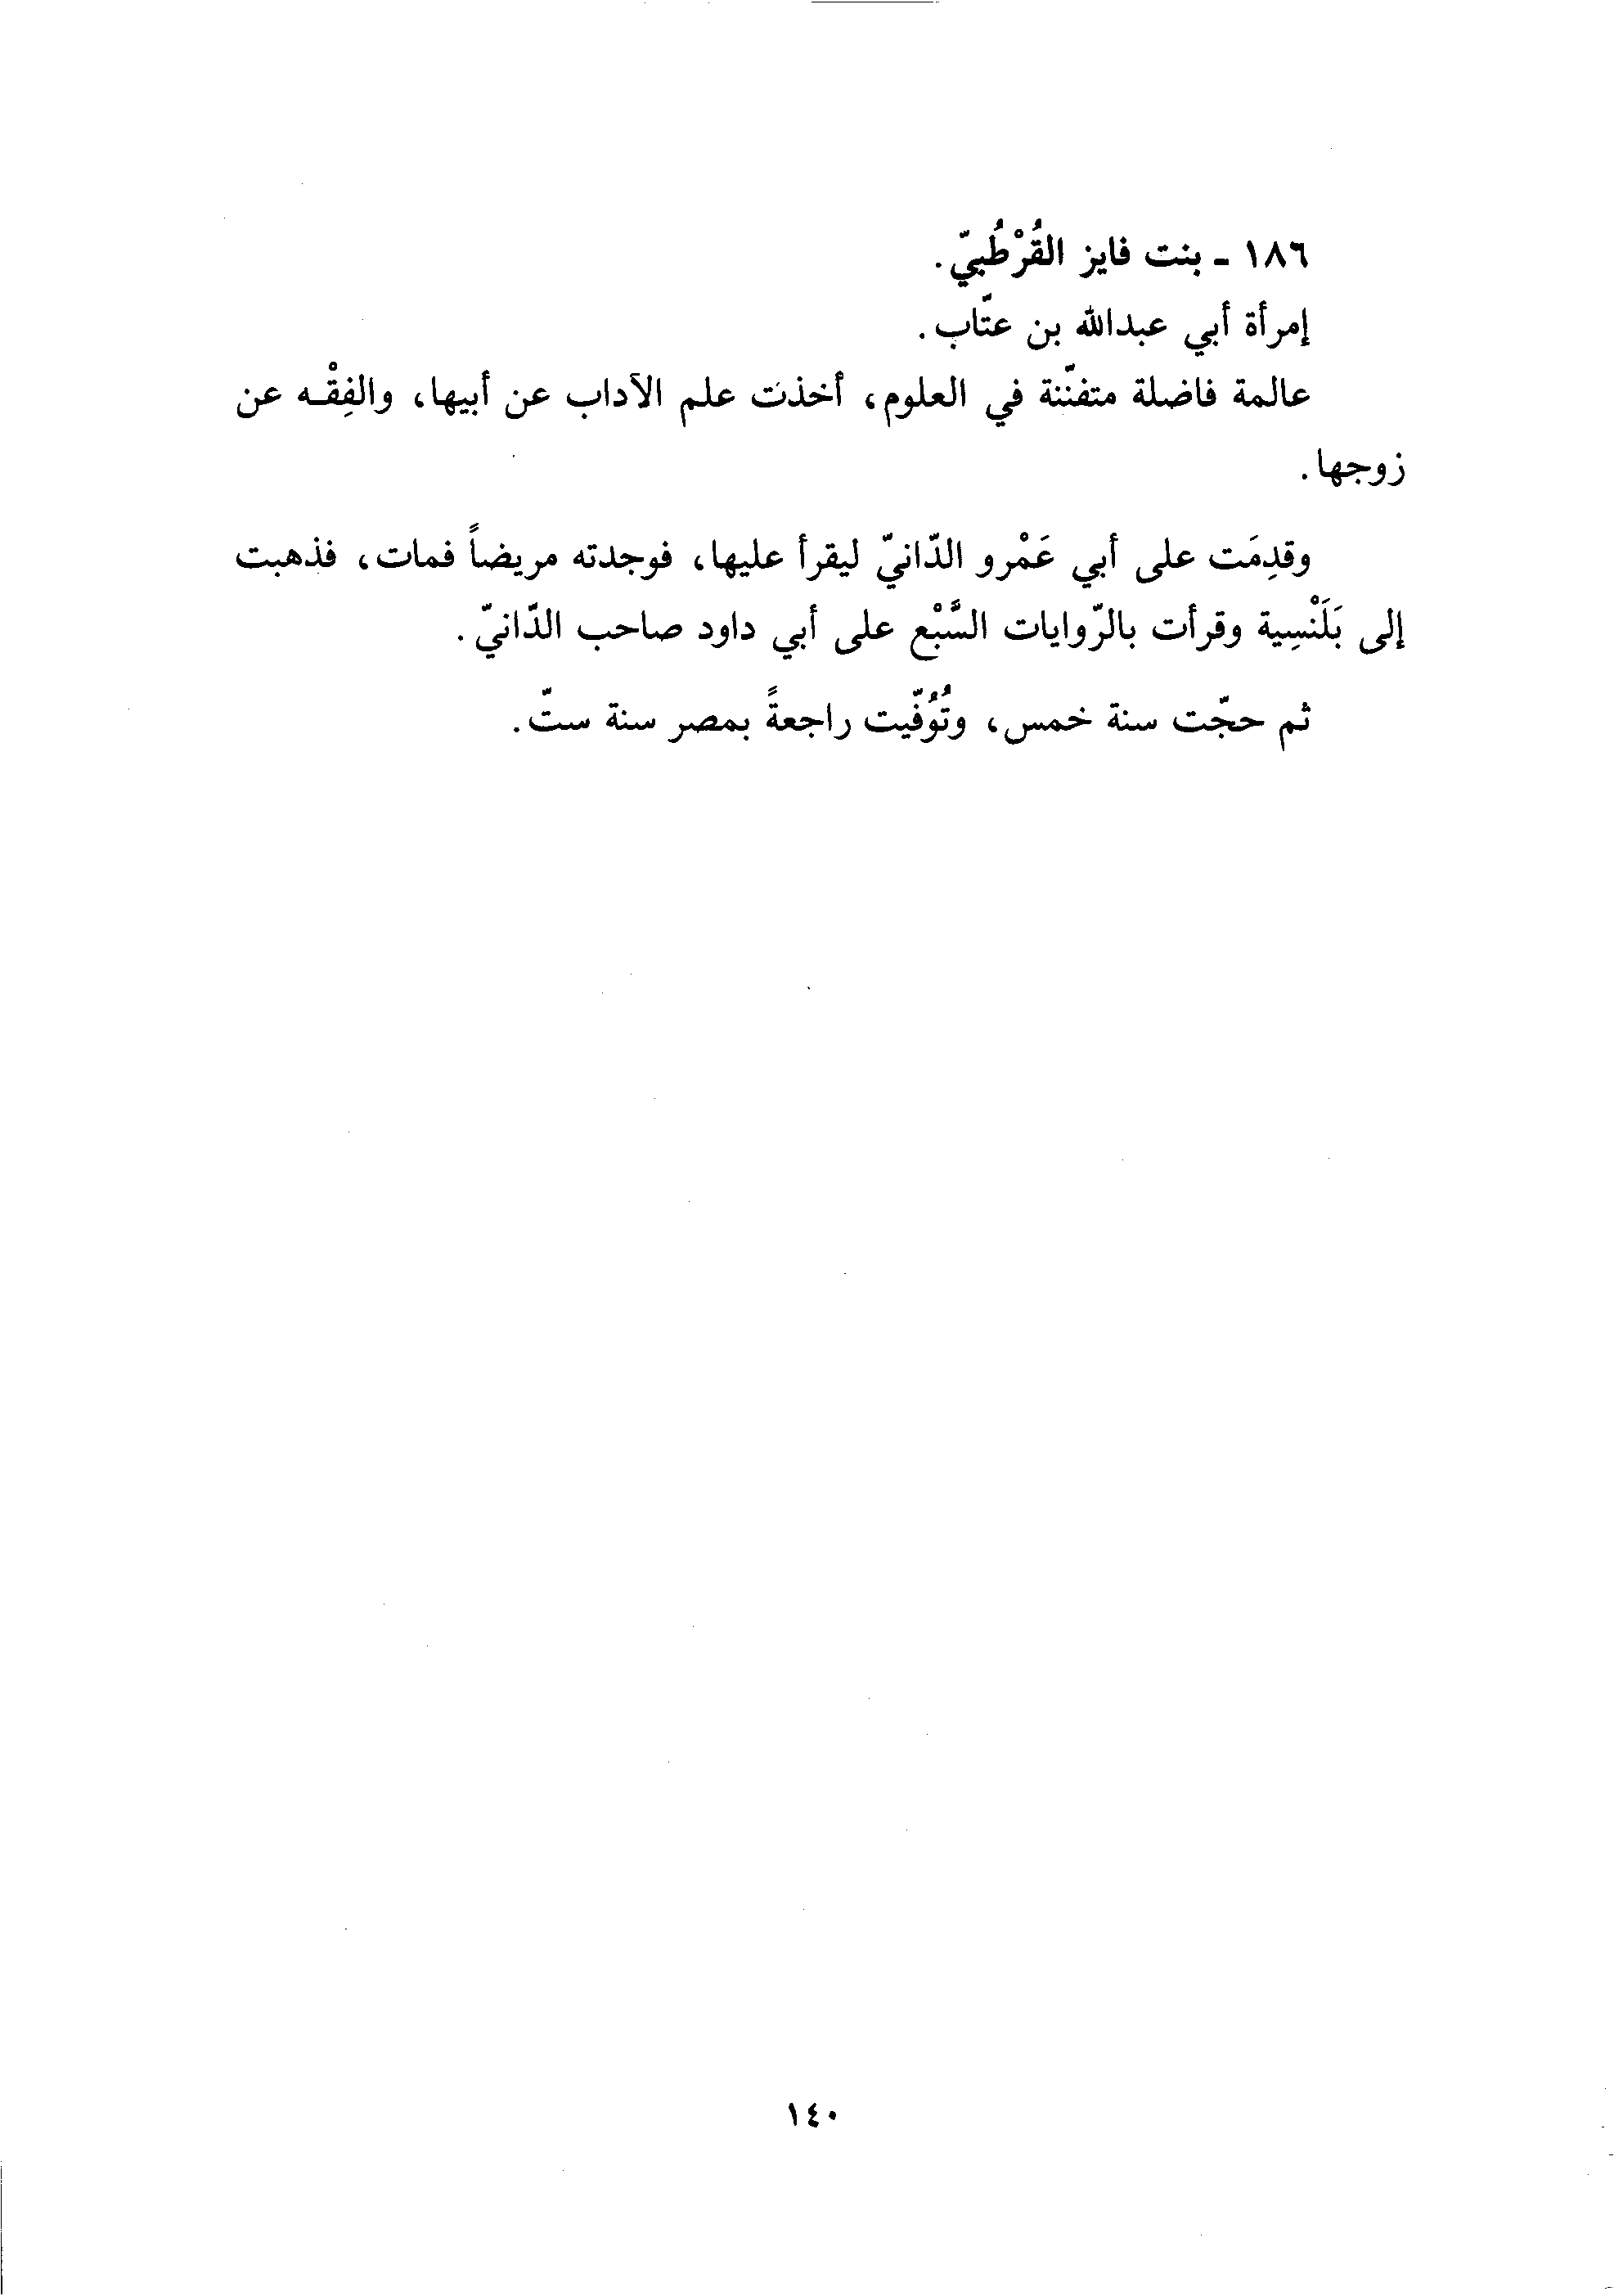 ١٨٦ - بنت فايز القُرْطُبيّ.
إمرأة أبي عبدالله بن عتّاب.
عالمة فاضلة متفنّنة في العلوم، أخذت علم الآداب عن أبيها، والفِقْه عن
زوجها.
وقدِمَت على أبي عَمْرو الدّانيّ ليقرأ عليها، فوجدته مريضاً فمات، فذهبت
إلى بَلَنْسِية وقرأت بالرّوايات السَّبْع على أبي داود صاحب الدّانيّ.
ثم حجّت سنة خمس، وتُوُفّيت راجعةً بمصر سنة ستّ.
١٤٠